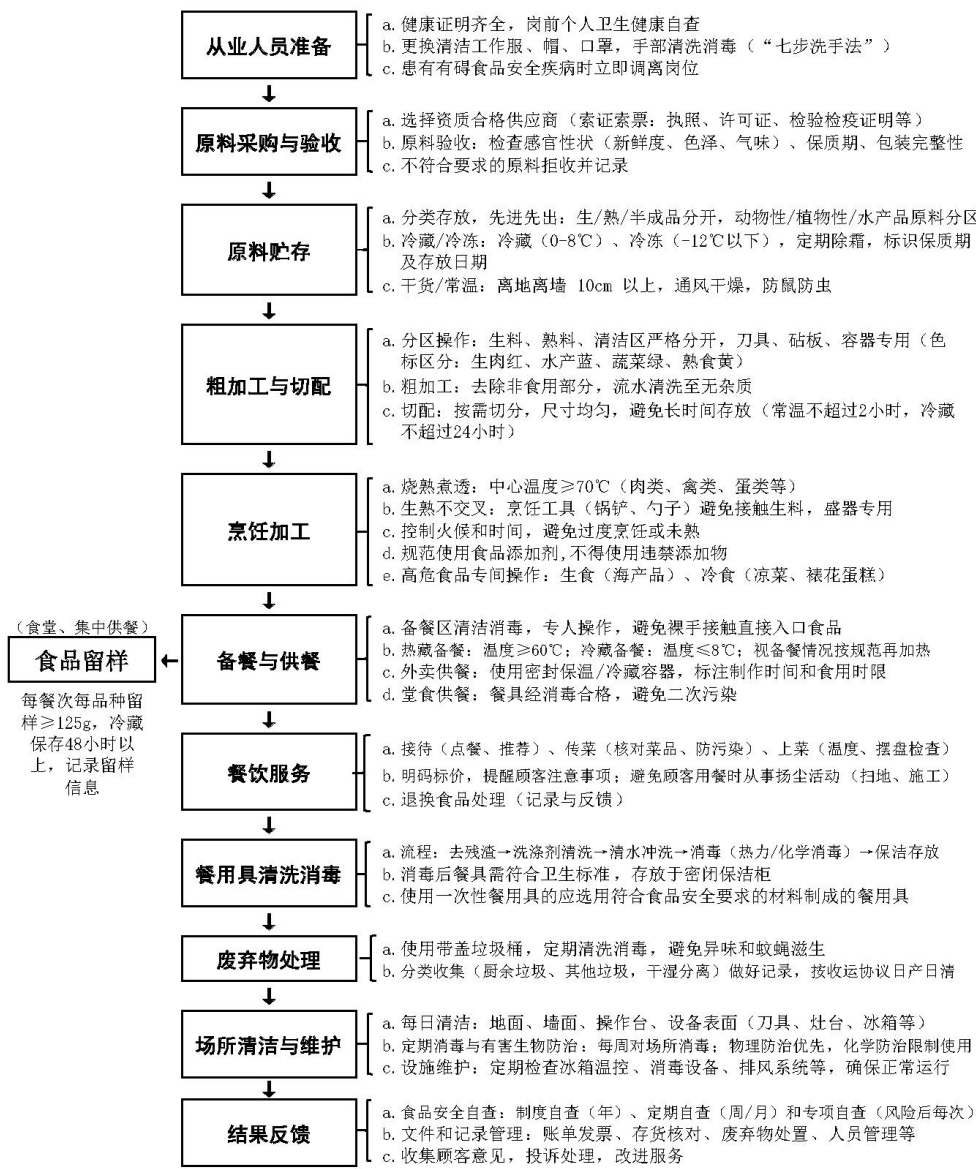 从业人员准备
a. 健康证明齐全，岗前个人卫生健康自查
b. 更换清洁工作服、帽、口罩，手部清洗消毒（“七步洗手法”）
c. 患有有碍食品安全疾病时立即调离岗位
原料采购与验收
a. 选择资质合格供应商（索证索票：执照、许可证、检验检疫证明等）
b. 原料验收：检查感官性状（新鲜度、色泽、气味）、保质期、包装完整性
c. 不符合要求的原料拒收并记录
原料贮存
a. 分类存放，先进先出：生/熟/半成品分开，动物性/植物性/水产品原料分区
b. 冷藏/冷冻：冷藏（0-8℃）、冷冻（-12℃以下），定期除霜，标识保质期
及存放日期
c. 干货/常温：离地离墙 10cm 以上，通风干燥，防鼠防虫
粗加工与切配
a. 分区操作：生料、熟料、清洁区严格分开，刀具、砧板、容器专用（色
标区分：生肉红、水产蓝、蔬菜绿、熟食黄）
b. 粗加工：去除非食用部分，流水清洗至无杂质
c. 切配：按需切分，尺寸均匀，避免长时间存放（常温不超过2小时，冷藏
不超过24小时）
烹饪加工
a. 烧熟煮透：中心温度≥70℃（肉类、禽类、蛋类等）
b. 生熟不交叉：烹饪工具（锅铲、勺子）避免接触生料，盛器专用
c. 控制火候和时间，避免过度烹饪或未熟
d. 规范使用食品添加剂,不得使用违禁添加物
e. 高危食品专间操作：生食（海产品）、冷食（凉菜、裱花蛋糕）
（食堂、集中供餐）
食品留样
每餐次每品种留
样≥125g，冷藏
保存48小时以
上，记录留样
信息
备餐与供餐
a. 备餐区清洁消毒，专人操作，避免裸手接触直接入口食品
b. 热藏备餐：温度≥60℃；冷藏备餐：温度≤8℃；视备餐情况按规范再加热
c. 外卖供餐：使用密封保温/冷藏容器，标注制作时间和食用时限
d. 堂食供餐：餐具经消毒合格，避免二次污染
餐饮服务
a. 接待（点餐、推荐）、传菜（核对菜品、防污染）、上菜（温度、摆盘检查）
b. 明码标价，提醒顾客注意事项；避免顾客用餐时从事扬尘活动（扫地、施工）
c. 退换食品处理（记录与反馈）
餐用具清洗消毒
a. 流程：去残渣→洗涤剂清洗→清水冲洗→消毒（热力/化学消毒）→保洁存放
b. 消毒后餐具需符合卫生标准，存放于密闭保洁柜
c. 使用一次性餐用具的应选用符合食品安全要求的材料制成的餐用具
废弃物处理
a. 使用带盖垃圾桶，定期清洗消毒，避免异味和蚊蝇滋生
b. 分类收集（厨余垃圾、其他垃圾，干湿分离）做好记录，按收运协议日产日清
场所清洁与维护
a. 每日清洁：地面、墙面、操作台、设备表面（刀具、灶台、冰箱等）
b. 定期消毒与有害生物防治：每周对场所消毒；物理防治优先，化学防治限制使用
c. 设施维护：定期检查冰箱温控、消毒设备、排风系统等，确保正常运行
结果反馈
a. 食品安全自查：制度自查（年）、定期自查（周/月）和专项自查（风险后每次）
b. 文件和记录管理：账单发票、存货核对、废弃物处置、人员管理等
c. 收集顾客意见，投诉处理，改进服务